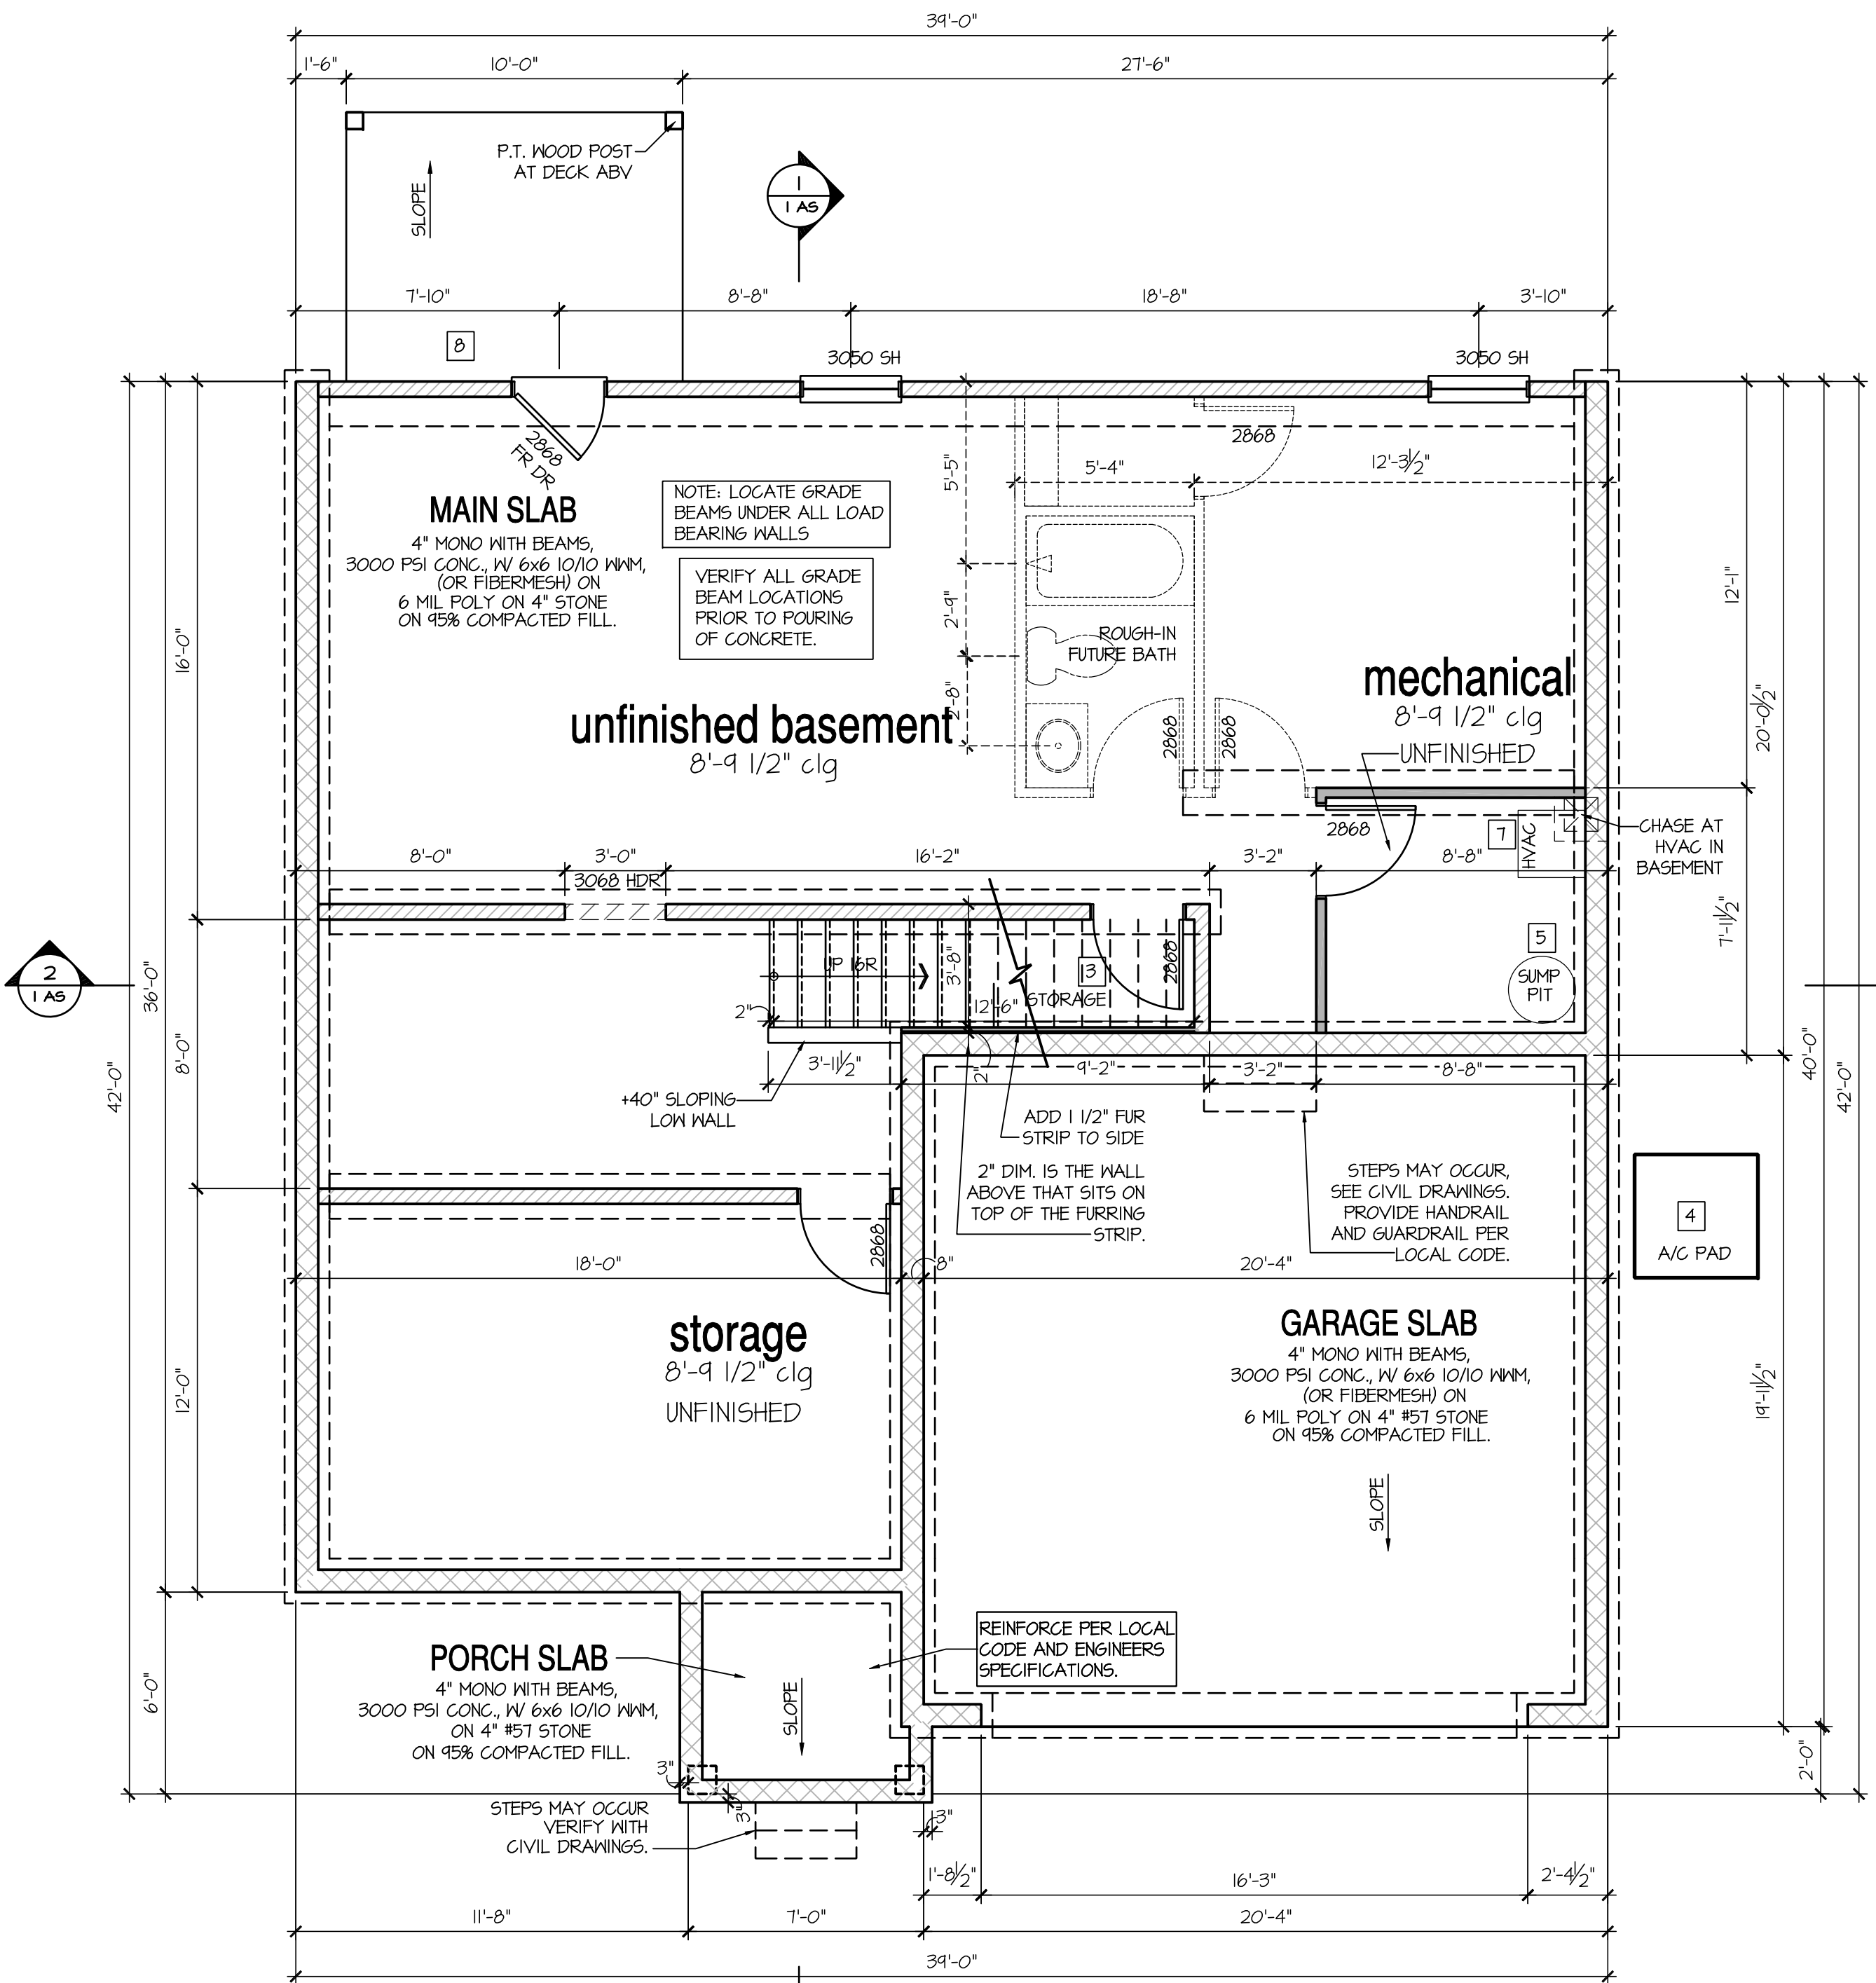 39'-0"
1'-6"
10'-0"
27'-6"
P.T. WOOD POST
AT DECK ABV
SLOPE
1
1 AS
7'-10"
8'-8"
18'-8"
3'-10"
8
3050 SH
3050 SH
2868
FR DR
2868
5'-5"
5'-4"
12'-3 1/2"
MAIN SLAB
4" MONO WITH BEAMS,
3000 PSI CONC., W/ 6x6 10/10 WWM,
(OR FIBERMESH) ON
6 MIL POLY ON 4" STONE
ON 95% COMPACTED FILL.
NOTE: LOCATE GRADE
BEAMS UNDER ALL LOAD
BEARING WALLS
VERIFY ALL GRADE
BEAM LOCATIONS
PRIOR TO POURING
OF CONCRETE.
2'-9"
ROUGH-IN
FUTURE BATH
2'-8"
12'-1"
16'-0"
unfinished basement
8'-9 1/2" clg
mechanical
8'-9 1/2" clg
UNFINISHED
2868
2868
20'-0 1/2"
2868
7
HVAC
CHASE AT
HVAC IN
BASEMENT
8'-0"
3'-0"
16'-2"
3'-2"
8'-8"
3068 HDR
7'-11 1/2"
2
1 AS
36'-0"
UP 16R
3'-8"
3
2868
5
SUMP
PIT
12'-6"
STORAGE
2"
8'-0"
42'-0"
3'-11 1/2"
2"
9'-2"
3'-2"
8'-8"
40'-0"
42'-0"
+40" SLOPING
LOW WALL
ADD 1 1/2" FUR
STRIP TO SIDE
2" DIM. IS THE WALL
ABOVE THAT SITS ON
TOP OF THE FURRING
STRIP.
STEPS MAY OCCUR,
SEE CIVIL DRAWINGS.
PROVIDE HANDRAIL
AND GUARDRAIL PER
LOCAL CODE.
4
A/C PAD
2868
18'-0"
8"
20'-4"
storage
8'-9 1/2" clg
UNFINISHED
12'-0"
GARAGE SLAB
4" MONO WITH BEAMS,
3000 PSI CONC., W/ 6x6 10/10 WWM,
(OR FIBERMESH) ON
6 MIL POLY ON 4" #57 STONE
ON 95% COMPACTED FILL.
19'-11 1/2"
SLOPE
REINFORCE PER LOCAL
CODE AND ENGINEERS
SPECIFICATIONS.
PORCH SLAB
4" MONO WITH BEAMS,
3000 PSI CONC., W/ 6x6 10/10 WWM,
ON 4" #57 STONE
ON 95% COMPACTED FILL.
SLOPE
6'-0"
2'-0"
3"
3"
3"
STEPS MAY OCCUR
VERIFY WITH
CIVIL DRAWINGS.
1'-8 1/2"
16'-3"
2'-4 1/2"
11'-8"
7'-0"
20'-4"
39'-0"